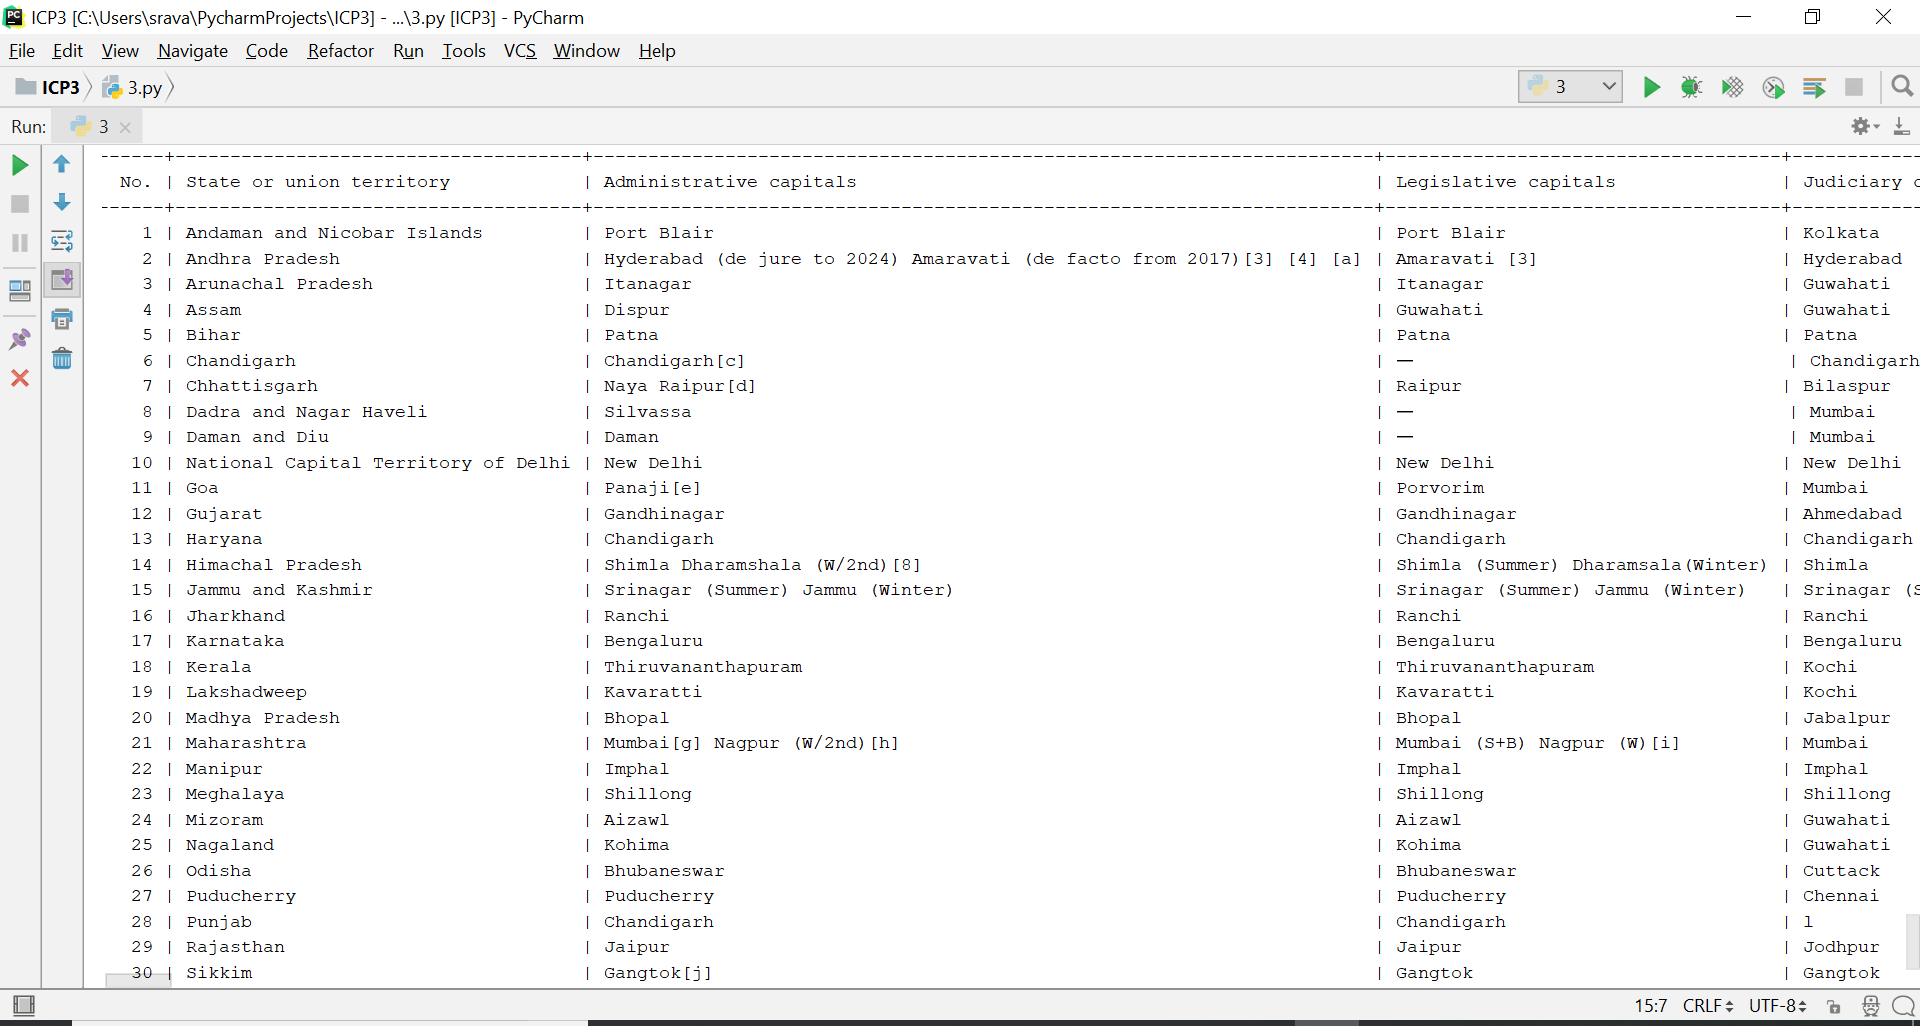 ICP3 [C:\Users\srava\PycharmProjects\ICP3] - ...\3.py [ICP3] - PyCharm
File Edit View Navigate Code Refactor Run Tools VCS Window Help
ICP3 3.py 3
Run: 3
------+-------------------------------------+-----------------------------------------------------------------------+------------------------------------+------------
No. | State or union territory | Administrative capitals | Legislative capitals | Judiciary
------+-------------------------------------+-----------------------------------------------------------------------+------------------------------------+------------
1 | Andaman and Nicobar Islands | Port Blair | Port Blair | Kolkata
2 | Andhra Pradesh | Hyderabad (de jure to 2024) Amaravati (de facto from 2017)[3] [4] [a] | Amaravati [3] | Hyderabad
3 | Arunachal Pradesh | Itanagar | Itanagar | Guwahati
4 | Assam | Dispur | Guwahati | Guwahati
5 | Bihar | Patna | Patna | Patna
6 | Chandigarh | Chandigarh[c] | — | Chandigarh
7 | Chhattisgarh | Naya Raipur[d] | Raipur | Bilaspur
8 | Dadra and Nagar Haveli | Silvassa | — | Mumbai
9 | Daman and Diu | Daman | — | Mumbai
10 | National Capital Territory of Delhi | New Delhi | New Delhi | New Delhi
11 | Goa | Panaji[e] | Porvorim | Mumbai
12 | Gujarat | Gandhinagar | Gandhinagar | Ahmedabad
13 | Haryana | Chandigarh | Chandigarh | Chandigarh
14 | Himachal Pradesh | Shimla Dharamshala (W/2nd)[8] | Shimla (Summer) Dharamsala(Winter) | Shimla
15 | Jammu and Kashmir | Srinagar (Summer) Jammu (Winter) | Srinagar (Summer) Jammu (Winter) | Srinagar (S
16 | Jharkhand | Ranchi | Ranchi | Ranchi
17 | Karnataka | Bengaluru | Bengaluru | Bengaluru
18 | Kerala | Thiruvananthapuram | Thiruvananthapuram | Kochi
19 | Lakshadweep | Kavaratti | Kavaratti | Kochi
20 | Madhya Pradesh | Bhopal | Bhopal | Jabalpur
21 | Maharashtra | Mumbai[g] Nagpur (W/2nd)[h] | Mumbai (S+B) Nagpur (W)[i] | Mumbai
22 | Manipur | Imphal | Imphal | Imphal
23 | Meghalaya | Shillong | Shillong | Shillong
24 | Mizoram | Aizawl | Aizawl | Guwahati
25 | Nagaland | Kohima | Kohima | Guwahati
26 | Odisha | Bhubaneswar | Bhubaneswar | Cuttack
27 | Puducherry | Puducherry | Puducherry | Chennai
28 | Punjab | Chandigarh | Chandigarh | l
29 | Rajasthan | Jaipur | Jaipur | Jodhpur
30 | Sikkim | Gangtok[j] | Gangtok | Gangtok
15:7 CRLF UTF-8